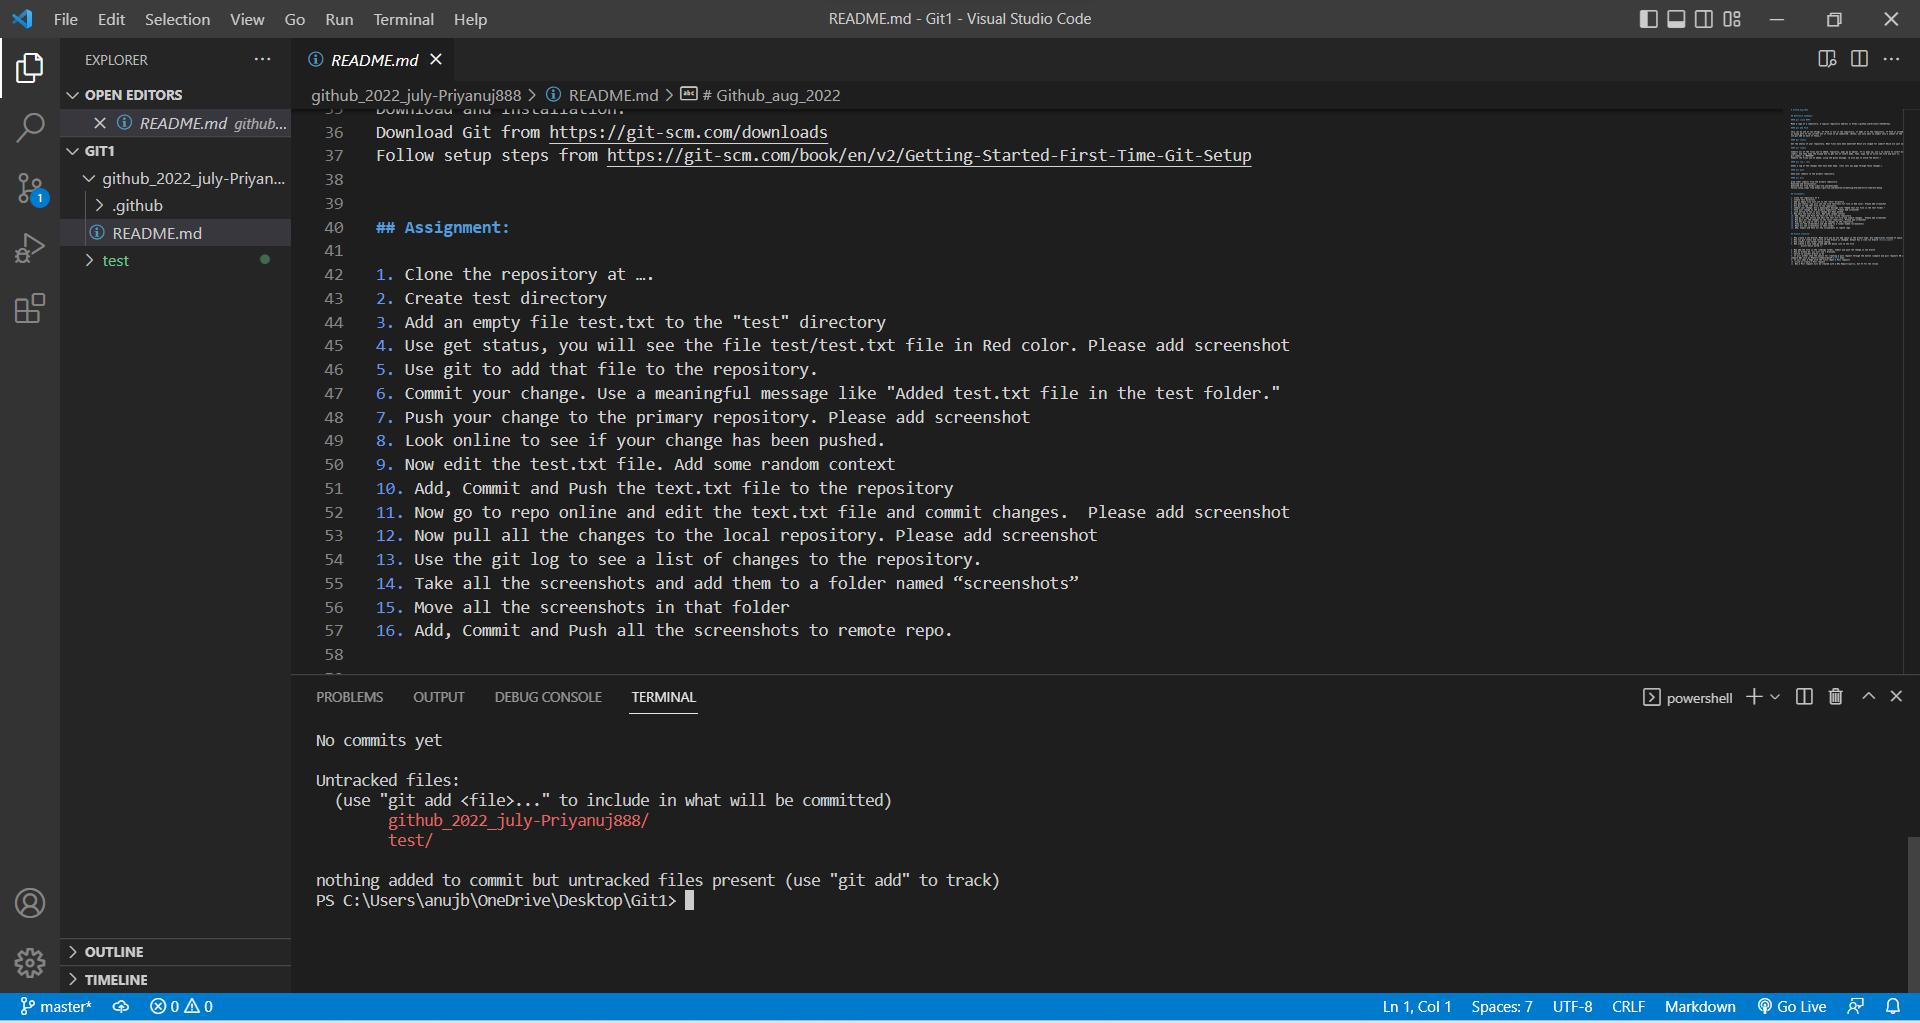 File Edit Selection View Go Run Terminal Help
README.md - Git1 - Visual Studio Code
EXPLORER
README.md
OPEN EDITORS
README.md github...
GIT1
github_2022_july-Priyan...
.github
README.md
test
1
github_2022_july-Priyanuj888 > README.md > # Github_aug_2022
35 Download and installation:
36 Download Git from https://git-scm.com/downloads
37 Follow setup steps from https://git-scm.com/book/en/v2/Getting-Started-First-Time-Git-Setup
38
39
40 ## Assignment:
41
42 1. Clone the repository at ….
43 2. Create test directory
44 3. Add an empty file test.txt to the "test" directory
45 4. Use get status, you will see the file test/test.txt file in Red color. Please add screenshot
46 5. Use git to add that file to the repository.
47 6. Commit your change. Use a meaningful message like "Added test.txt file in the test folder."
48 7. Push your change to the primary repository. Please add screenshot
49 8. Look online to see if your change has been pushed.
50 9. Now edit the test.txt file. Add some random context
51 10. Add, Commit and Push the text.txt file to the repository
52 11. Now go to repo online and edit the text.txt file and commit changes.  Please add screenshot
53 12. Now pull all the changes to the local repository. Please add screenshot
54 13. Use the git log to see a list of changes to the repository.
55 14. Take all the screenshots and add them to a folder named “screenshots”
56 15. Move all the screenshots in that folder
57 16. Add, Commit and Push all the screenshots to remote repo.
58
PROBLEMS OUTPUT DEBUG CONSOLE TERMINAL
powershell
No commits yet
Untracked files:
(use "git add <file>..." to include in what will be committed)
github_2022_july-Priyanuj888/
test/
nothing added to commit but untracked files present (use "git add" to track)
PS C:\Users\anujb\OneDrive\Desktop\Git1>
OUTLINE
TIMELINE
master* 0 0
Ln 1, Col 1 Spaces: 7 UTF-8 CRLF Markdown Go Live